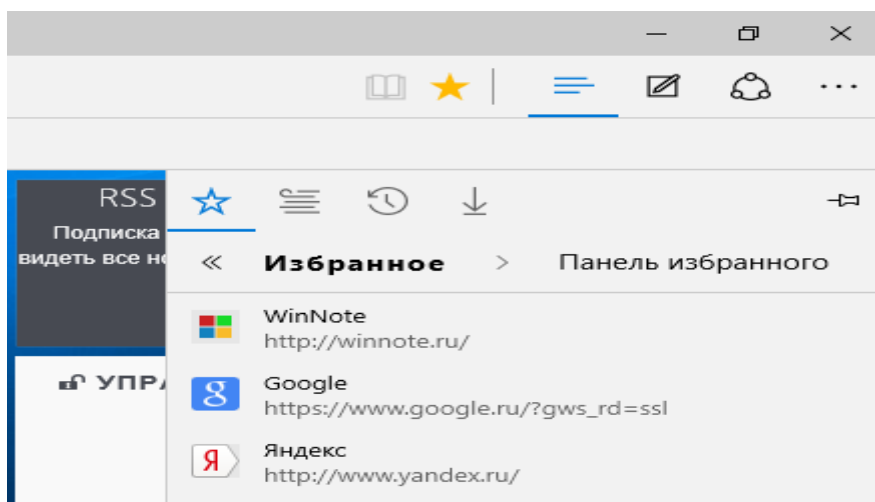 RSS
Подписка
видеть все
УПРА
« Избранное > Панель избранного
WinNote
http://winnote.ru/
Google
https://www.google.ru/?gws_rd=ssl
Яндекс
http://www.yandex.ru/